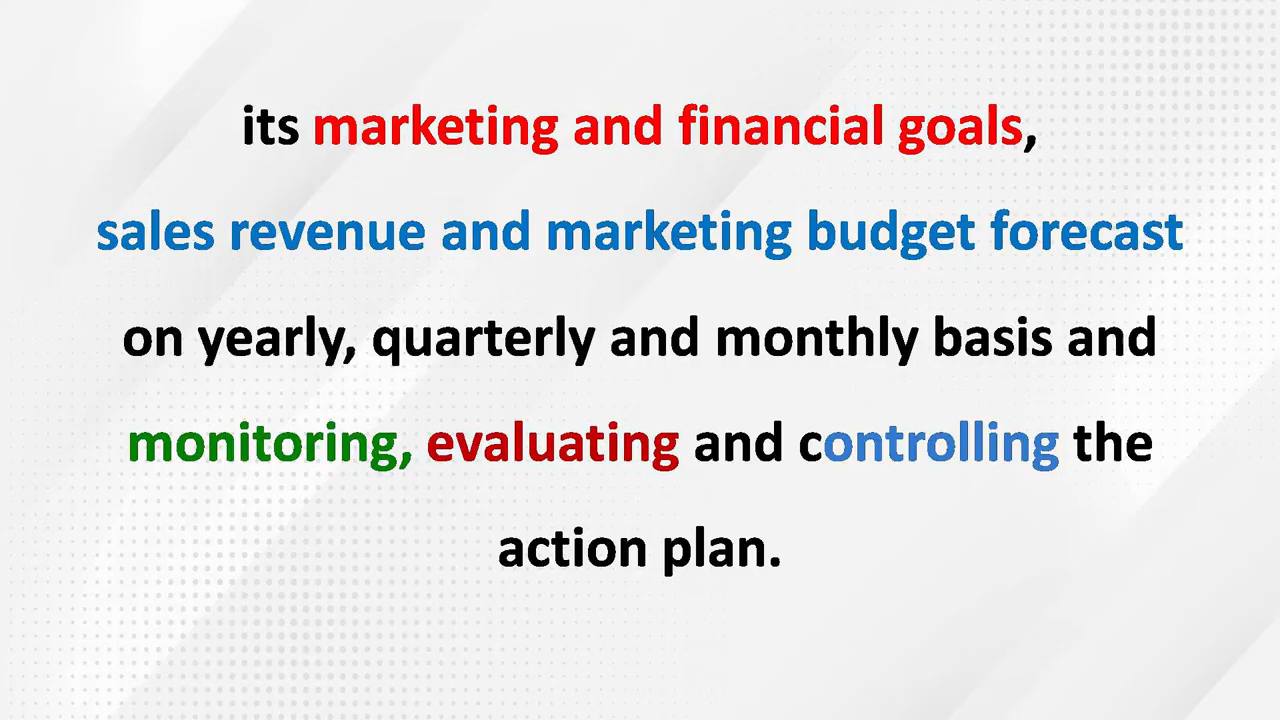 its marketing and financial goals,
sales revenue and marketing budget forecast
on yearly, quarterly and monthly basis and
monitoring, evaluating and controlling the
action plan.